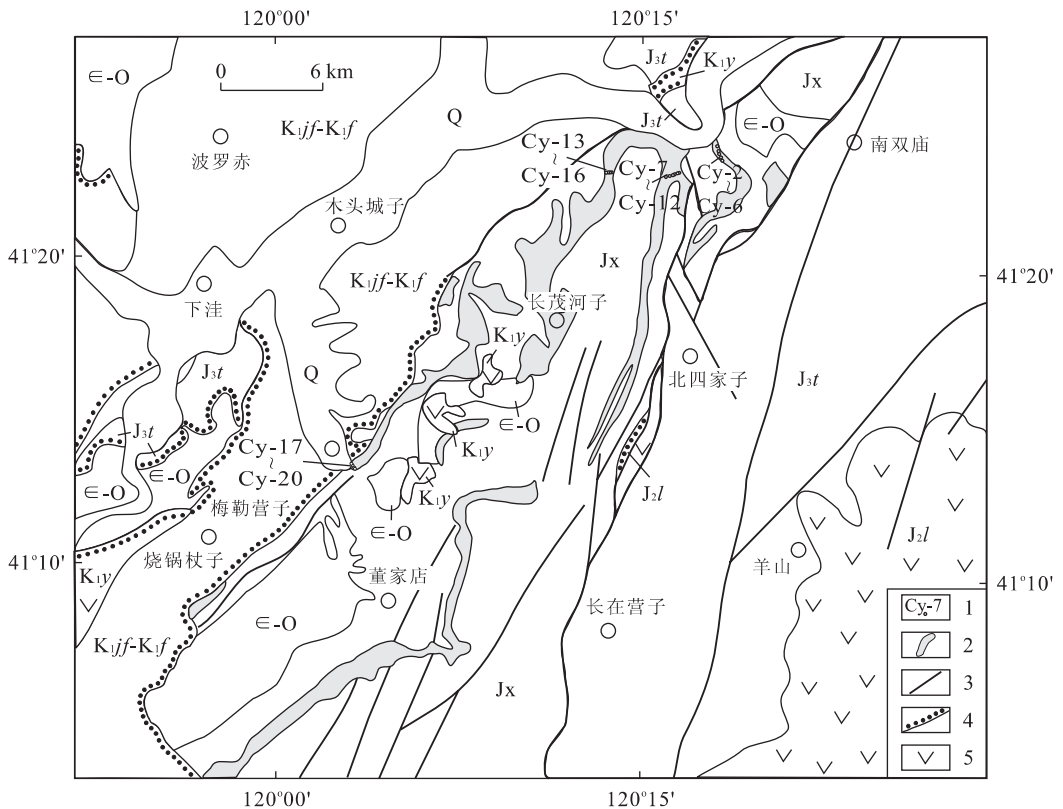 120°00′
120°15′
J₃t
K₁y
∈-O
0
6 km
Jx
K₁jf-K₁f
Q
J₃t
∈-O
波罗赤
Cy-13
~
Cy-16
Cy-7
~
Cy-12
Cy-2
~
Cy-6
南双庙
木头城子
41°20′
41°20′
Jx
K₁jf-K₁f
下洼
长茂河子
K₁y
北四家子
J₃t
J₃t
Q
J₃t
∈-O
K₁y
∈-O
∈-O
Cy-17
~
Cy-20
K₁y
∈-O
J₂l
梅勒营子
J₂l
烧锅杖子
羊山
41°10′
41°10′
K₁y
董家店
长在营子
∈-O
K₁jf-K₁f
Jx
Cy-7
1
2
3
4
5
120°00′
120°15′